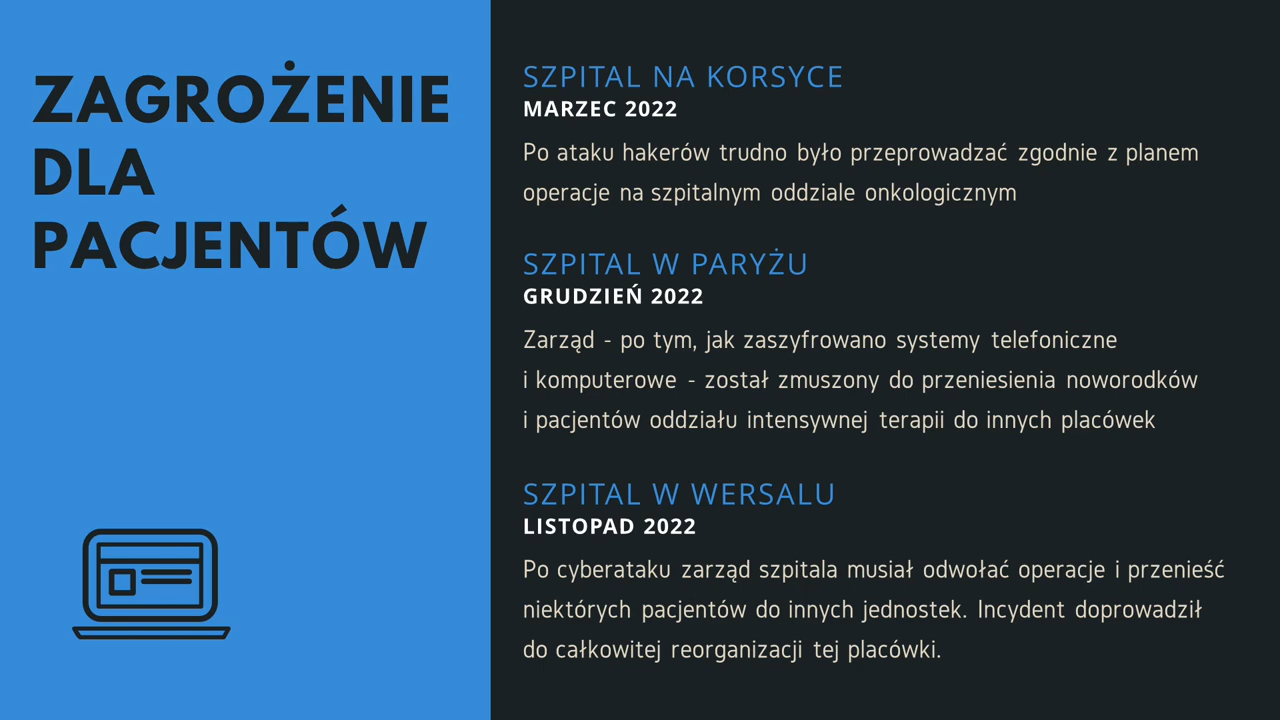 ZAGROŻENIE
DLA
PACJENTÓW
SZPITAL NA KORSYCE
MARZEC 2022
Po ataku hakerów trudno było przeprowadzać zgodnie z planem
operacje na szpitalnym oddziale onkologicznym
SZPITAL W PARYŻU
GRUDZIEŃ 2022
Zarząd - po tym, jak zaszyfrowano systemy telefoniczne
i komputerowe - został zmuszony do przeniesienia noworodków
i pacjentów oddziału intensywnej terapii do innych placówek
SZPITAL W WERSALU
LISTOPAD 2022
Po cyberataku zarząd szpitala musiał odwołać operacje i przenieść
niektórych pacjentów do innych jednostek. Incydent doprowadził
do całkowitej reorganizacji tej placówki.